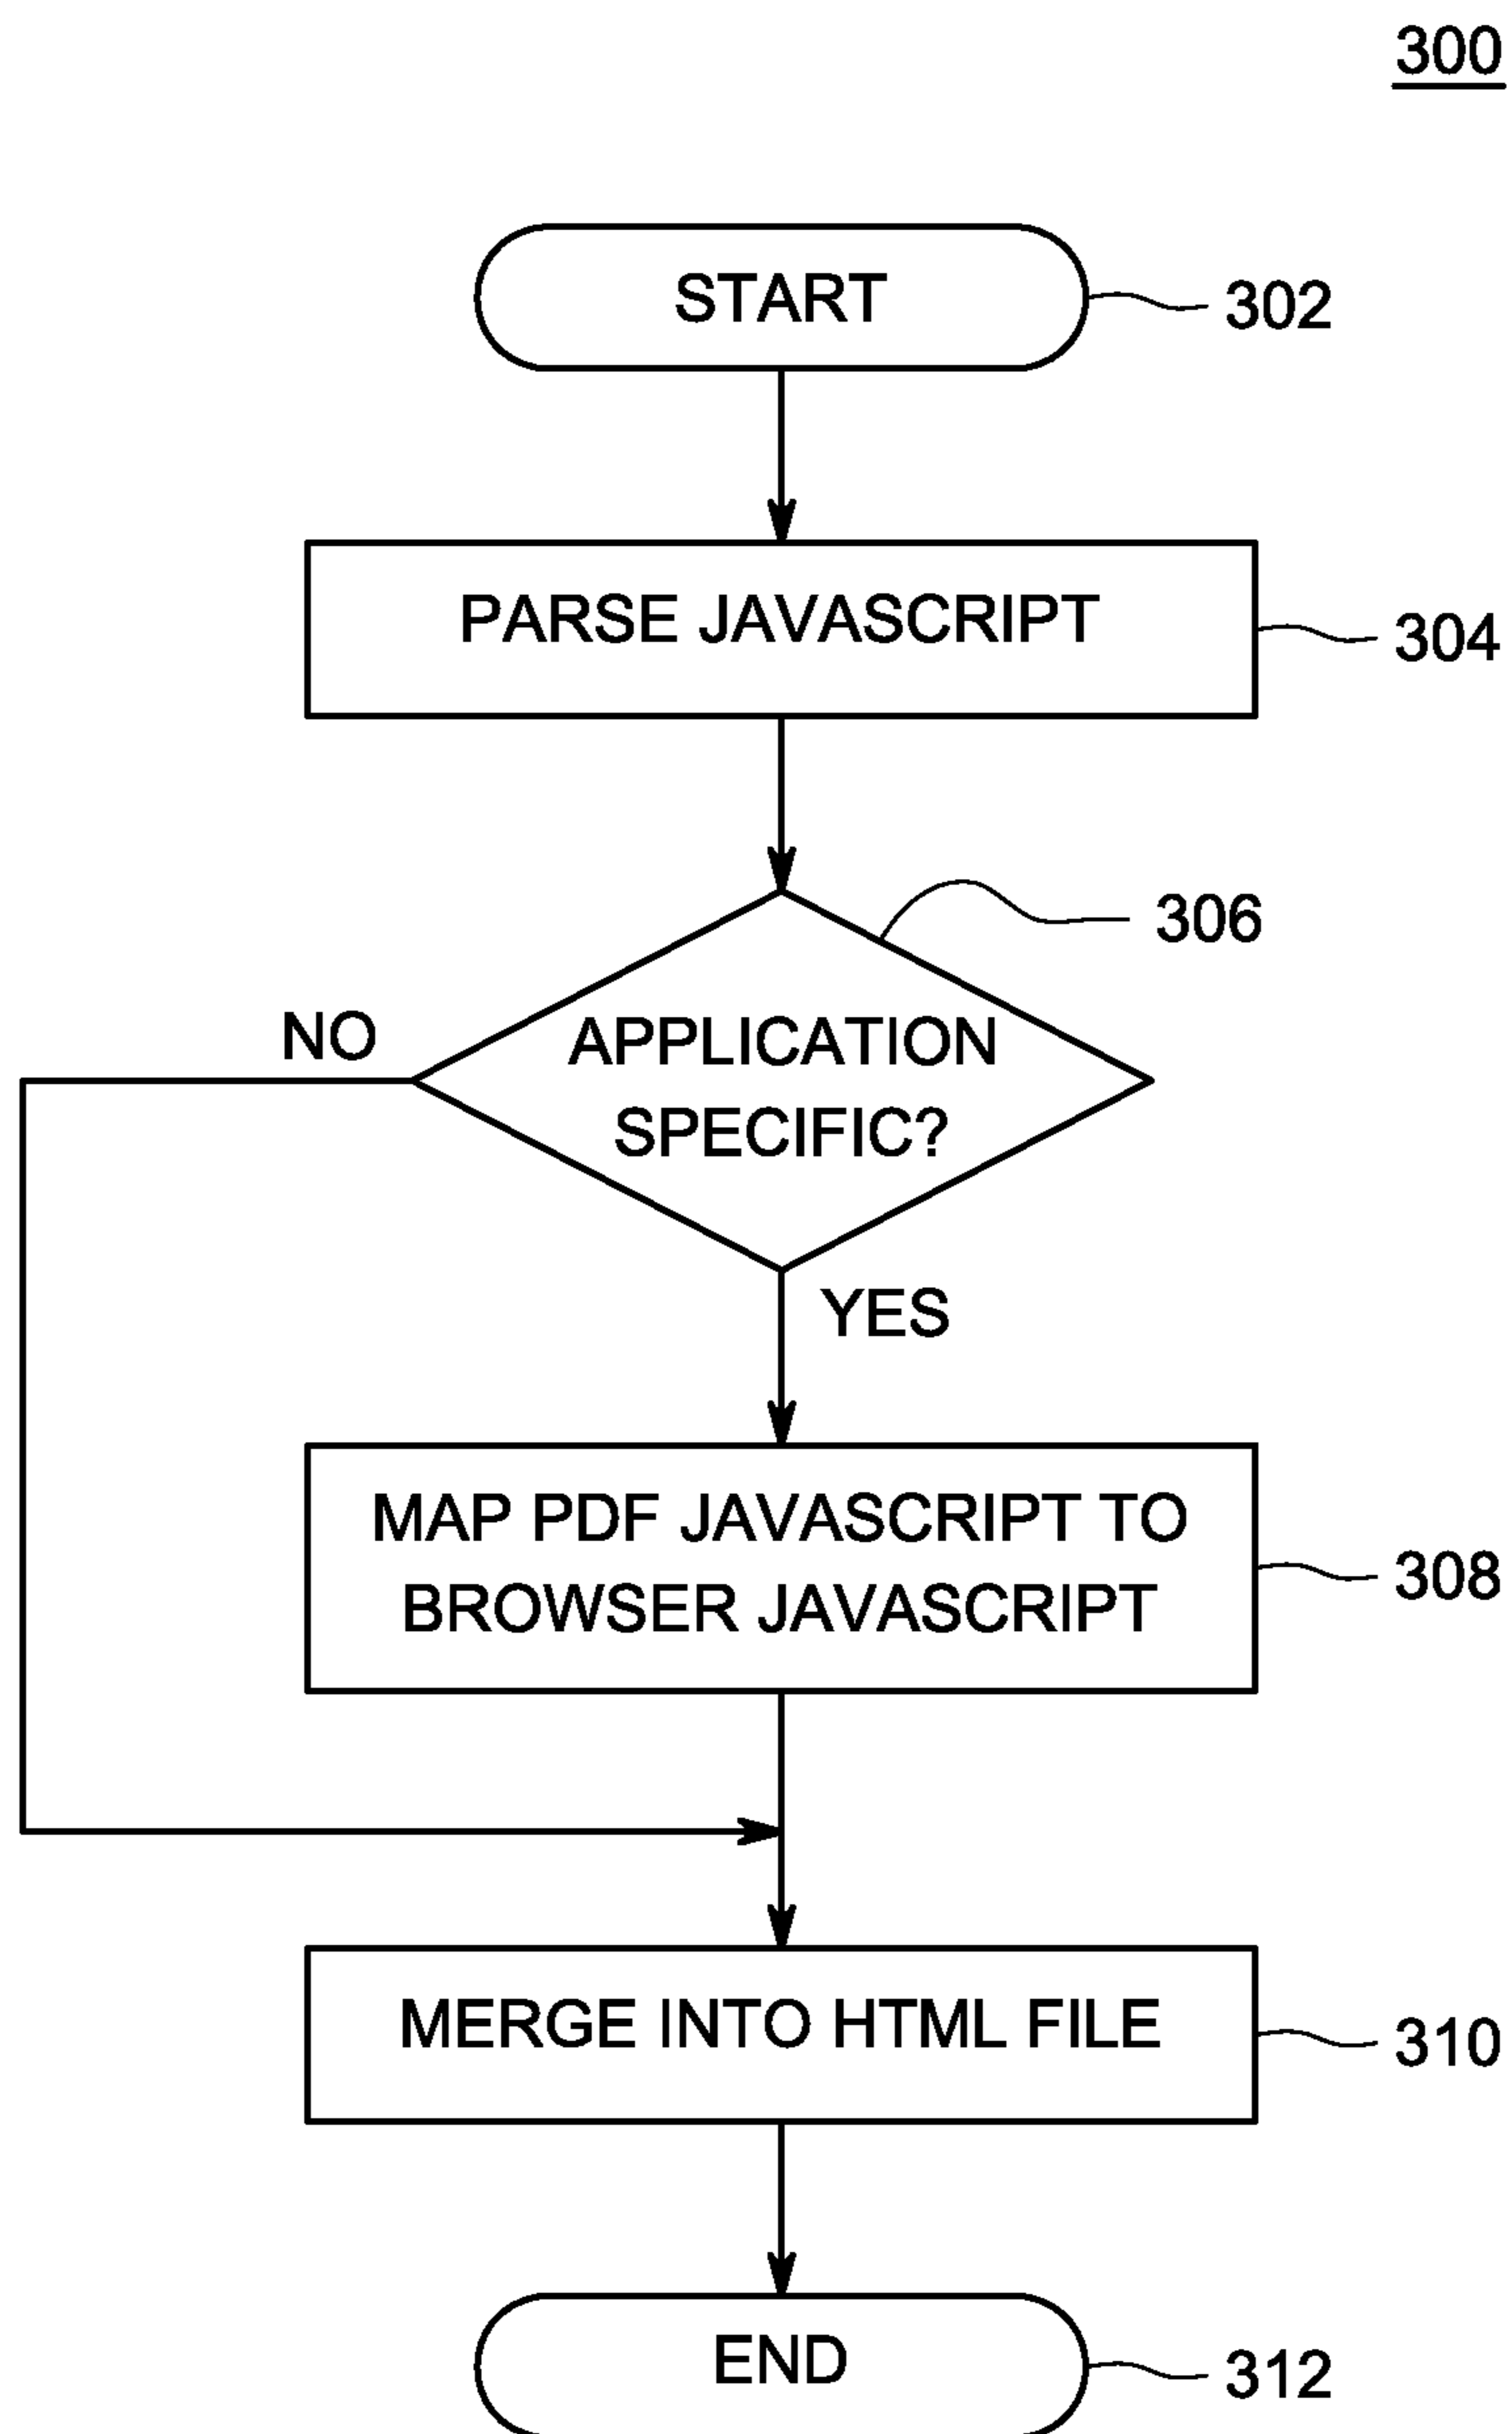 300
START
302
PARSE JAVASCRIPT
304
306
NO
APPLICATION
SPECIFIC?
YES
MAP PDF JAVASCRIPT TO
BROWSER JAVASCRIPT
308
MERGE INTO HTML FILE
310
END
312